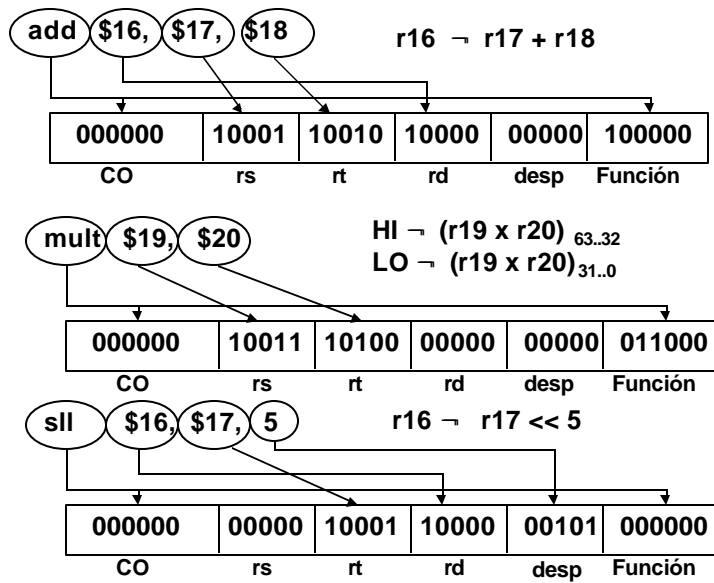 add $16, $17, $18 r16 ¬ r17 + r18
000000 10001 10010 10000 00000 100000
CO rs rt rd desp Función
mult $19, $20 HI ¬ (r19 x r20) 63..32
LO ¬ (r19 x r20) 31..0
000000 10011 10100 00000 00000 011000
CO rs rt rd desp Función
sll $16, $17, 5 r16 ¬ r17 << 5
000000 00000 10001 10000 00101 000000
CO rs rt rd desp Función